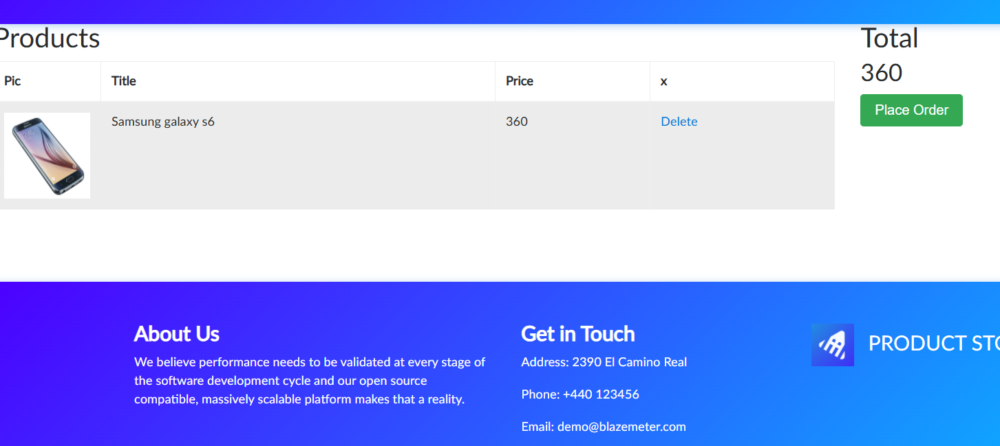 Products
Total
360
Place Order
Pic Title Price x
Samsung galaxy s6 360 Delete
About Us
We believe performance needs to be validated at every stage of
the software development cycle and our open source
compatible, massively scalable platform makes that a reality.
Get in Touch
Address: 2390 El Camino Real
Phone: +440 123456
Email: demo@blazemeter.com
PRODUCT STO